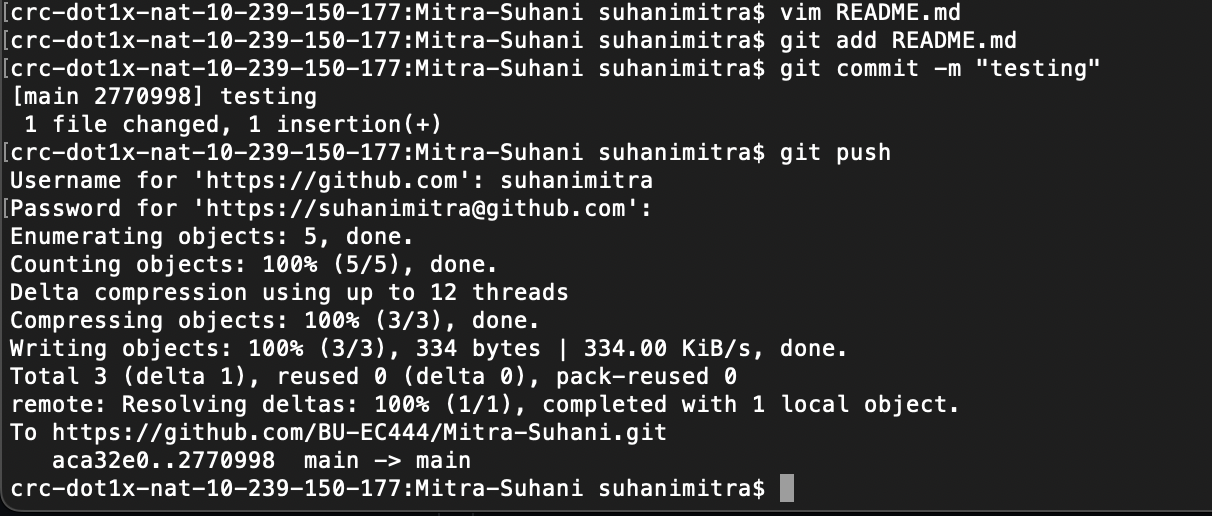 [crc-dot1x-nat-10-239-150-177:Mitra-Suhani suhanimitra$ vim README.md
[crc-dot1x-nat-10-239-150-177:Mitra-Suhani suhanimitra$ git add README.md
[crc-dot1x-nat-10-239-150-177:Mitra-Suhani suhanimitra$ git commit -m "testing"
[main 2770998] testing
 1 file changed, 1 insertion(+)
[crc-dot1x-nat-10-239-150-177:Mitra-Suhani suhanimitra$ git push
Username for 'https://github.com': suhanimitra
[Password for 'https://suhanimitra@github.com':
Enumerating objects: 5, done.
Counting objects: 100% (5/5), done.
Delta compression using up to 12 threads
Compressing objects: 100% (3/3), done.
Writing objects: 100% (3/3), 334 bytes | 334.00 KiB/s, done.
Total 3 (delta 1), reused 0 (delta 0), pack-reused 0
remote: Resolving deltas: 100% (1/1), completed with 1 local object.
To https://github.com/BU-EC444/Mitra-Suhani.git
   aca32e0..2770998  main -> main
crc-dot1x-nat-10-239-150-177:Mitra-Suhani suhanimitra$